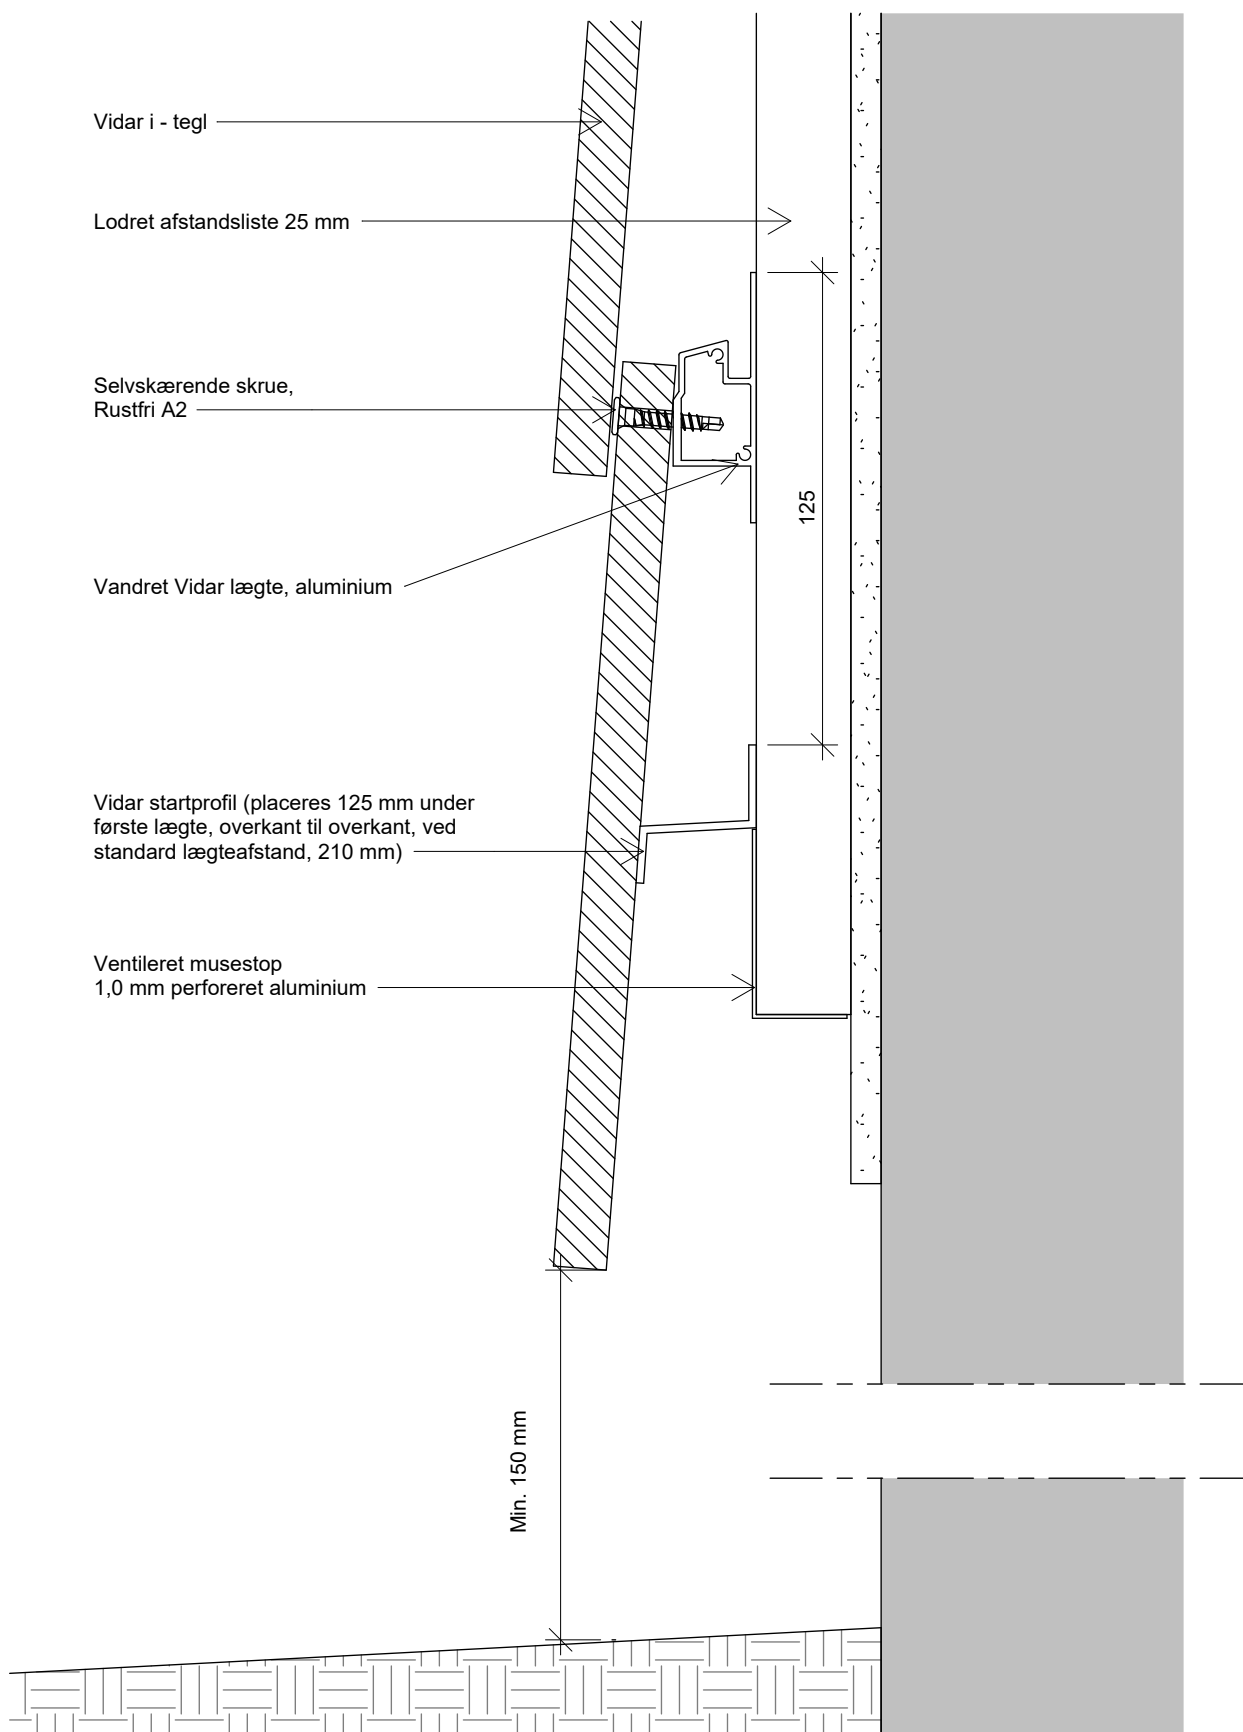 Vidar i - tegl
Lodret afstandsliste 25 mm
Selvskærende skrue,
Rustfri A2
125
Vandret Vidar lægte, aluminium
Vidar startprofil (placeres 125 mm under
første lægte, overkant til overkant, ved
standard lægteafstand, 210 mm)
Ventileret musestop
1,0 mm perforeret aluminium
Min. 150 mm